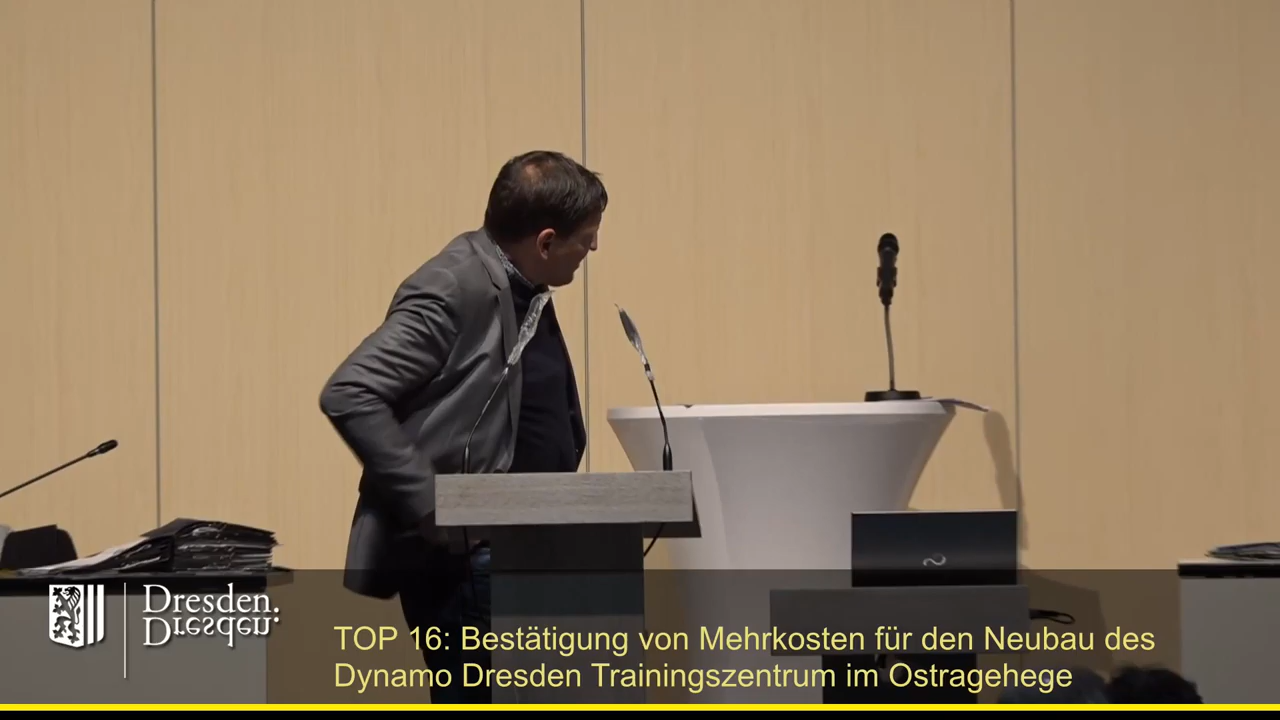 Dresden.
Dresden.
TOP 16: Bestätigung von Mehrkosten für den Neubau des
Dynamo Dresden Trainingszentrum im Ostragehege